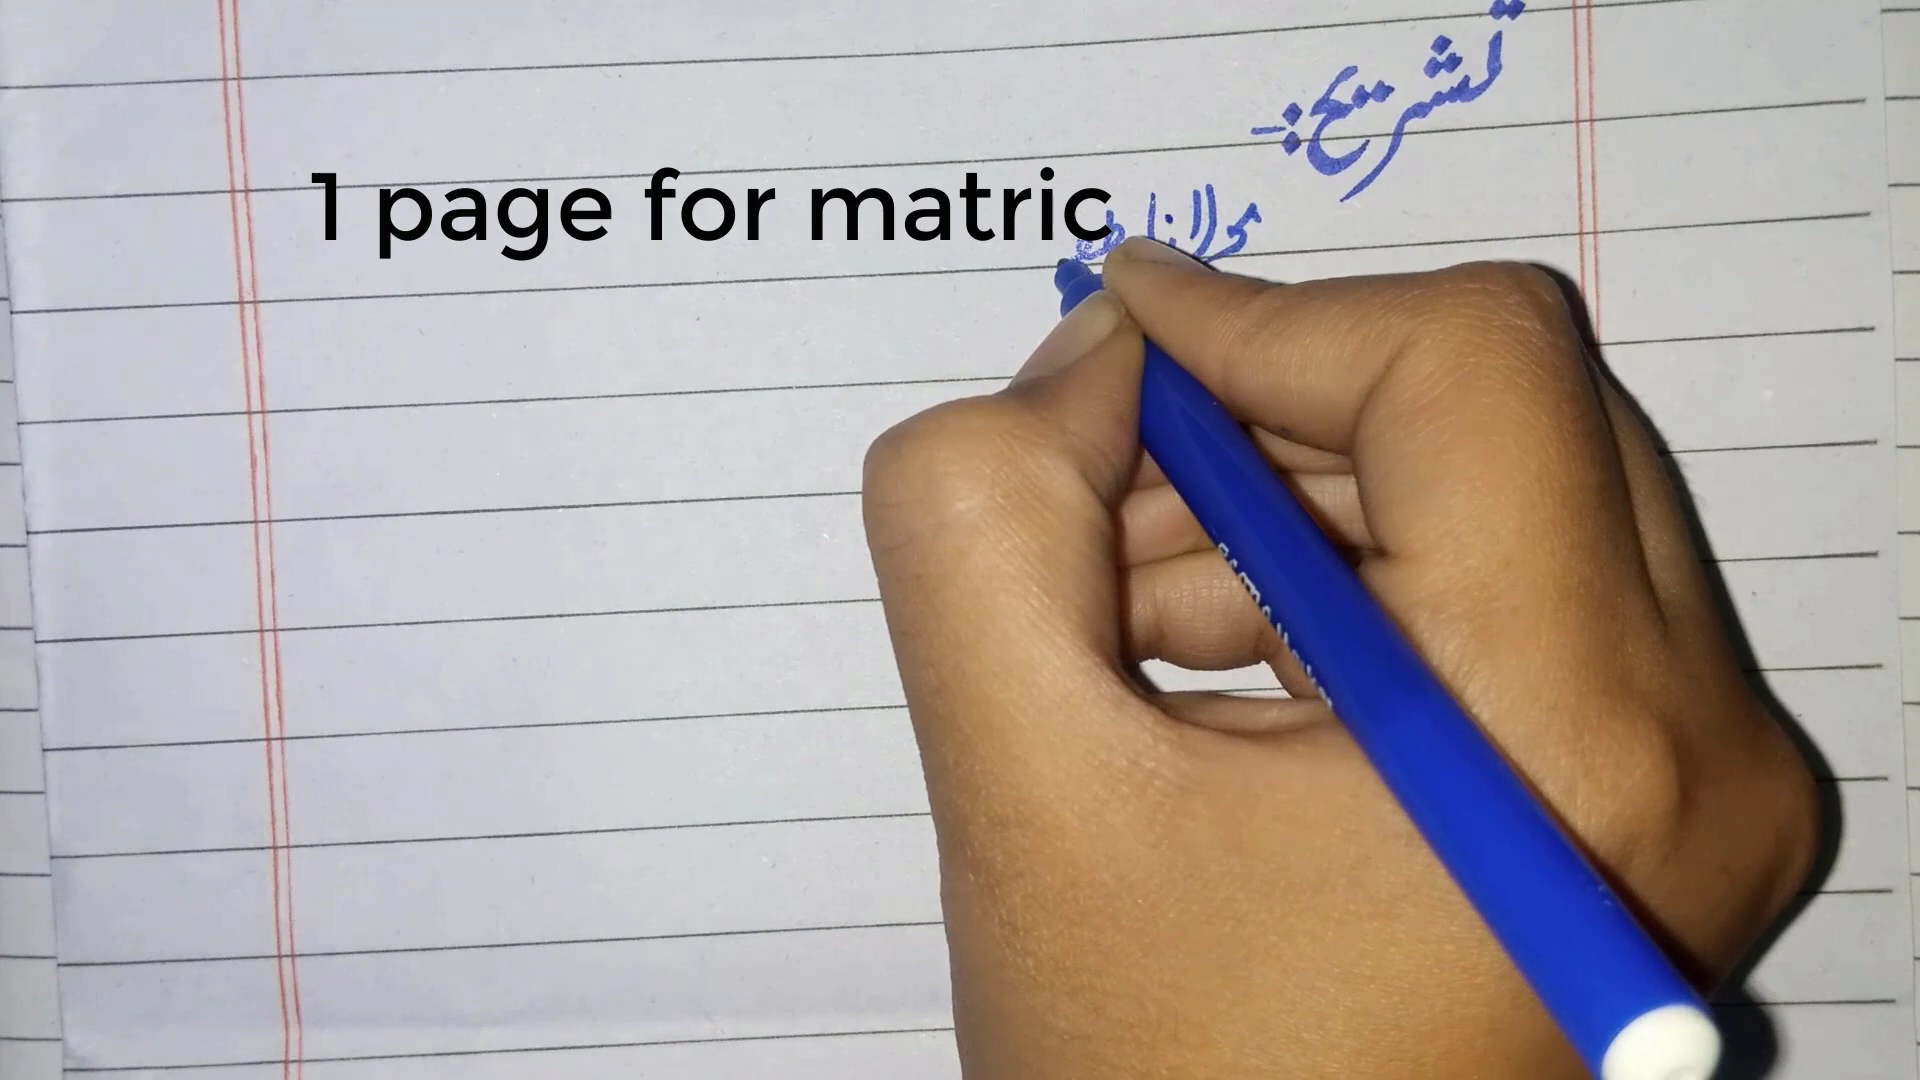 تشریح:-
1 page for matric
مولانا